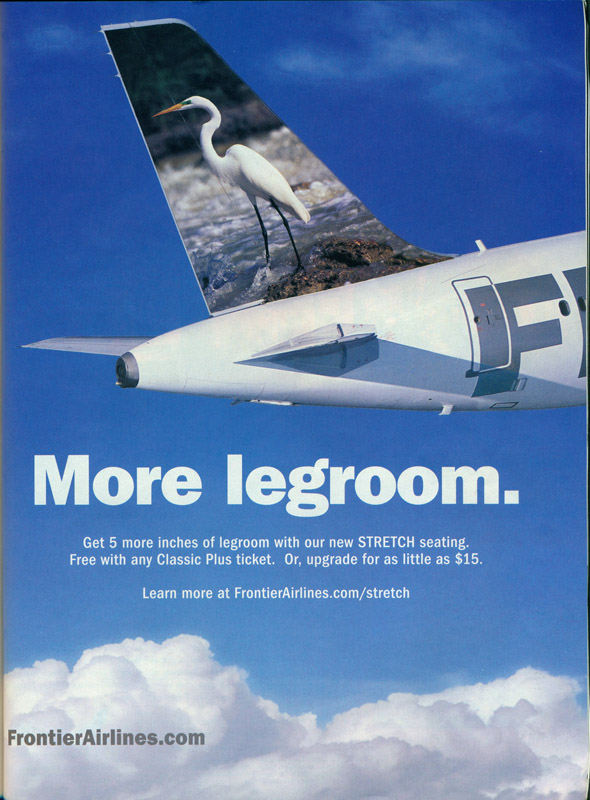 F
More legroom.
Get 5 more inches of legroom with our new STRETCH seating.
Free with any Classic Plus ticket.  Or, upgrade for as little as $15.
Learn more at FrontierAirlines.com/stretch
FrontierAirlines.com